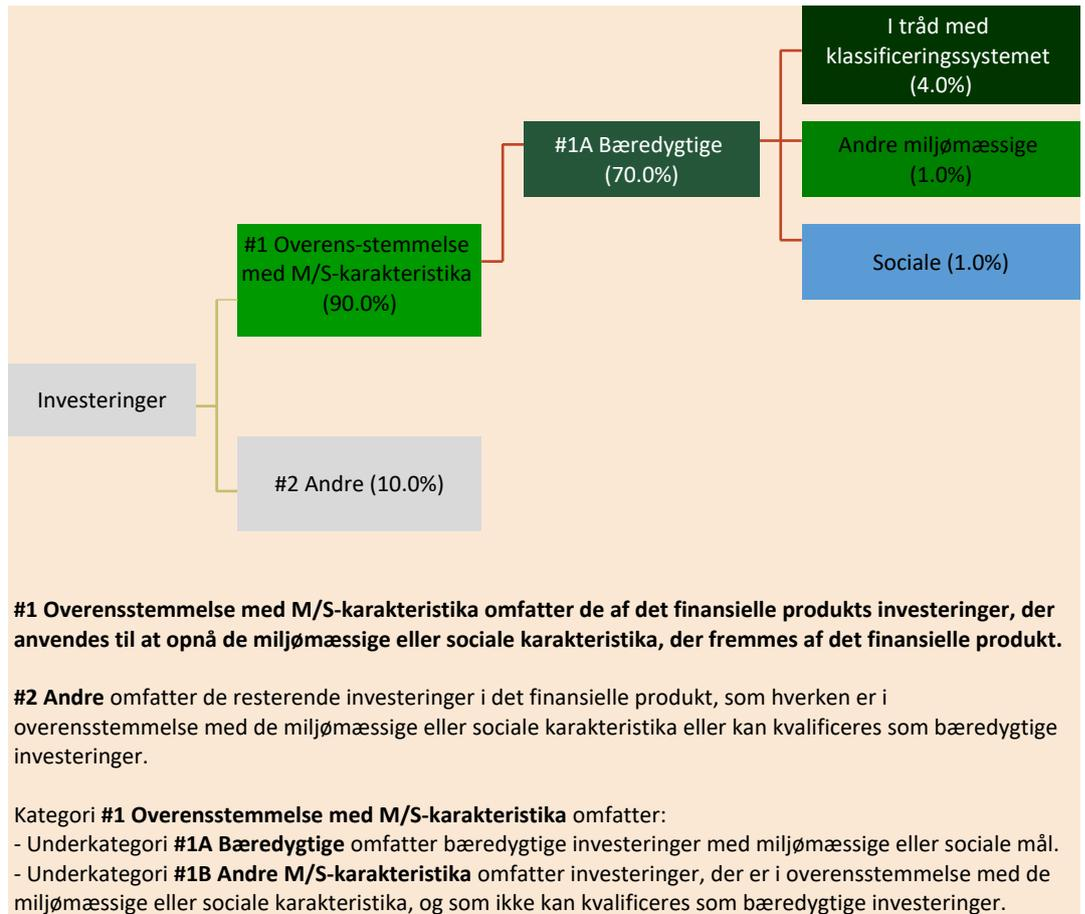 I tråd med
klassificeringssystemet
(4.0%)
#1A Bæredygtige
(70.0%)
Andre miljømæssige
(1.0%)
#1 Overens-stemmelse
med M/S-karakteristika
(90.0%)
Sociale (1.0%)
Investeringer
#2 Andre (10.0%)
#1 Overensstemmelse med M/S-karakteristika omfatter de af det finansielle produkts investeringer, der
anvendes til at opnå de miljømæssige eller sociale karakteristika, der fremmes af det finansielle produkt.
#2 Andre omfatter de resterende investeringer i det finansielle produkt, som hverken er i
overensstemmelse med de miljømæssige eller sociale karakteristika eller kan kvalificeres som bæredygtige
investeringer.
Kategori #1 Overensstemmelse med M/S-karakteristika omfatter:
- Underkategori #1A Bæredygtige omfatter bæredygtige investeringer med miljømæssige eller sociale mål.
- Underkategori #1B Andre M/S-karakteristika omfatter investeringer, der er i overensstemmelse med de
miljømæssige eller sociale karakteristika, og som ikke kan kvalificeres som bæredygtige investeringer.